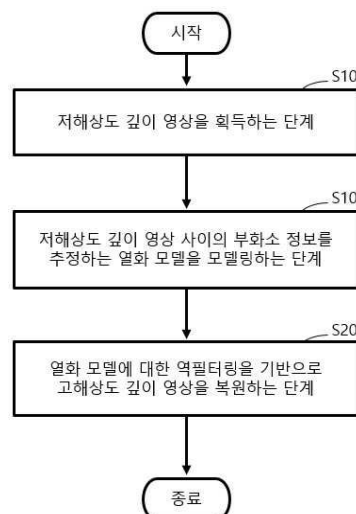 시작
S10
저해상도 깊이 영상을 획득하는 단계
S10
저해상도 깊이 영상 사이의 부화소 정보를
추정하는 열화 모델을 모델링하는 단계
S20
열화 모델에 대한 역필터링을 기반으로
고해상도 깊이 영상을 복원하는 단계
종료